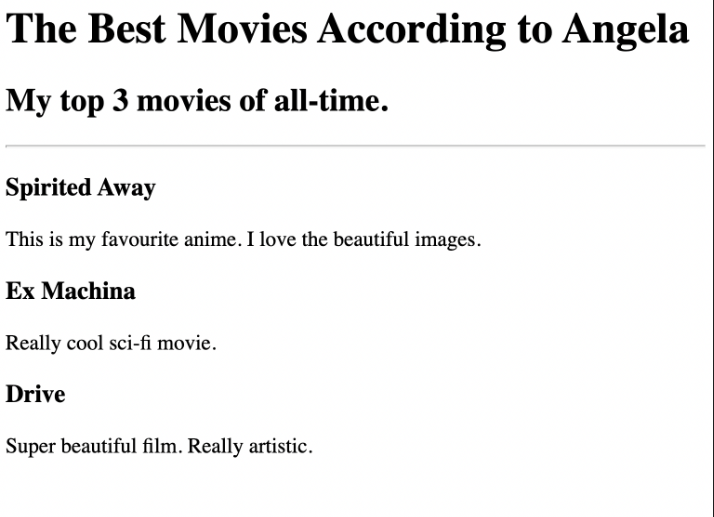 The Best Movies According to Angela
My top 3 movies of all-time.
Spirited Away
This is my favourite anime. I love the beautiful images.
Ex Machina
Really cool sci-fi movie.
Drive
Super beautiful film. Really artistic.